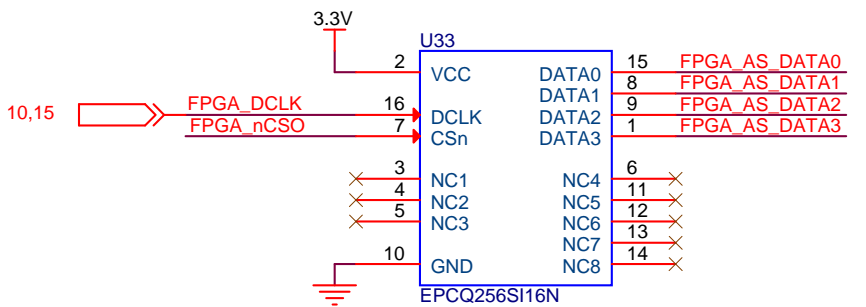 3.3V
U33
2 VCC DATA0 15 FPGA_AS_DATA0
DATA1 8 FPGA_AS_DATA1
10,15 FPGA_DCLK 16 DCLK DATA2 9 FPGA_AS_DATA2
FPGA_nCSO 7 CSn DATA3 1 FPGA_AS_DATA3
3 NC1 NC4 6
4 NC2 NC5 11
5 NC3 NC6 12
NC7 13
10 GND NC8 14
EPCQ256SI16N